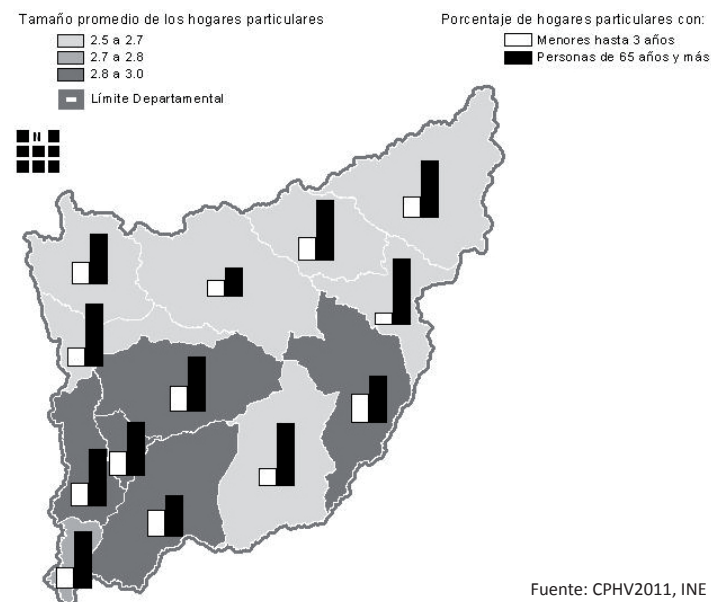 Tamaño promedio de los hogares particulares
2.5 a 2.7
2.7 a 2.8
2.8 a 3.0
Límite Departamental
N
Porcentaje de hogares particulares con:
Menores hasta 3 años
Personas de 65 años y más
Fuente: CPHV2011, INE